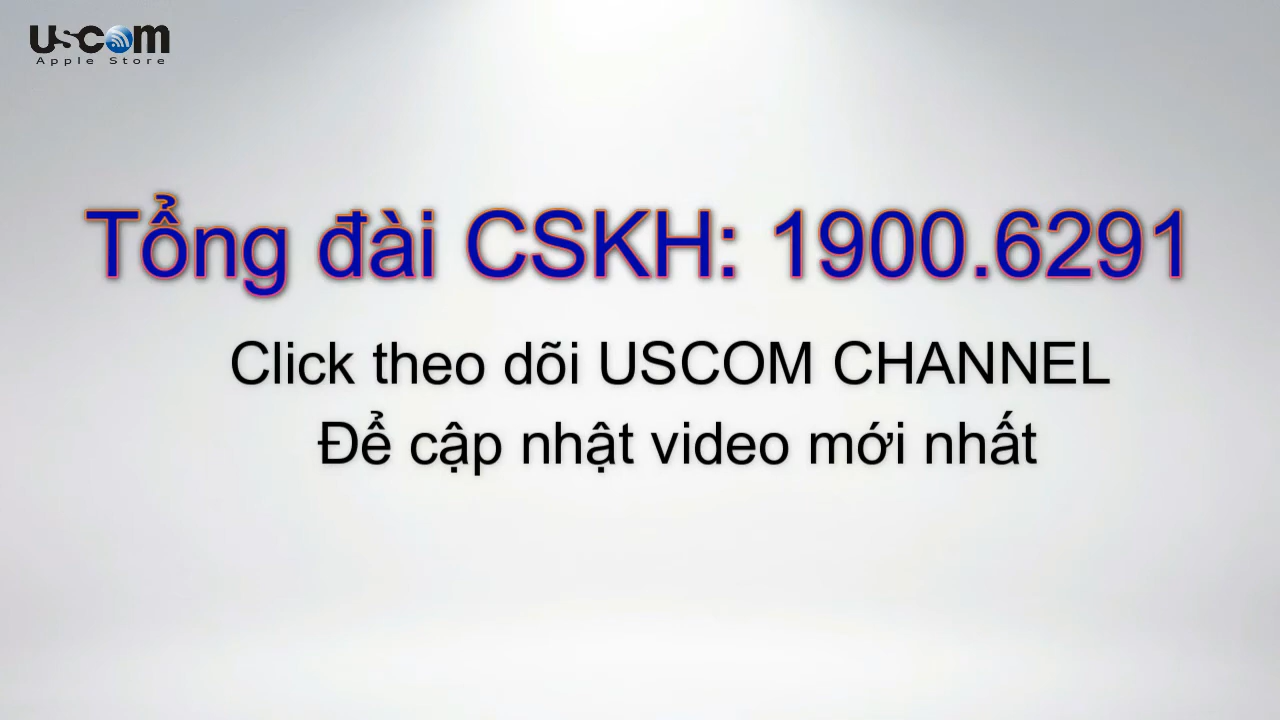 uscom
Apple Store
Tổng đài CSKH: 1900.6291
Click theo dõi USCOM CHANNEL
Để cập nhật video mới nhất